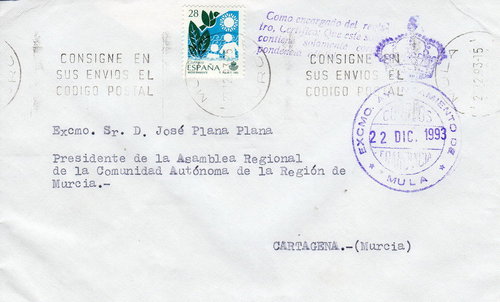 28
ESPAÑA
CONSIGNE EN
SUS ENVIOS EL
CODIGO POSTAL
Como encargado del
tro, Certifico: Que este
contiene solamente
CONSIGNE EN
SUS ENVIOS EL
CODIGO POSTAL
EXCMO. AYUNTAMIENTO DE
CORREOS
22 DIC. 1993
FRANQUICIA
* MULA *
Excmo. Sr. D. José Plana Plana
Presidente de la Asamblea Regional
de la Comunidad Autónoma de la Región de
Murcia.-
CARTAGENA.-(Murcia)